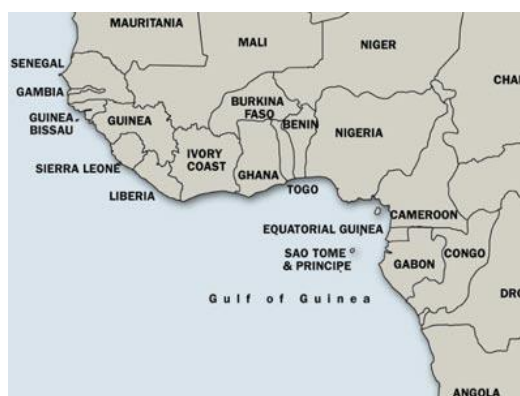 MAURITANIA
MALI
NIGER
SENEGAL
CHA
GAMBIA
BURKINA
FASO
GUINEA
BISSAU
GUINEA
BENIN
NIGERIA
IVORY
COAST
GHANA
SIERRA LEONE
TOGO
LIBERIA
CAMEROON
EQUATORIAL GUINEA
SAO TOME
& PRINCIPE
GABON
CONGO
Gulf of Guinea
DRO
ANGOLA